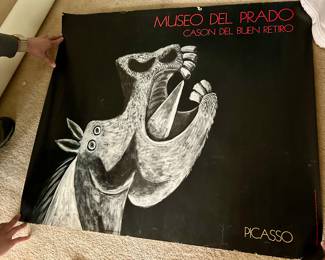 MUSEO DEL PRADO
CASON DEL BUEN RETIRO
PICASSO